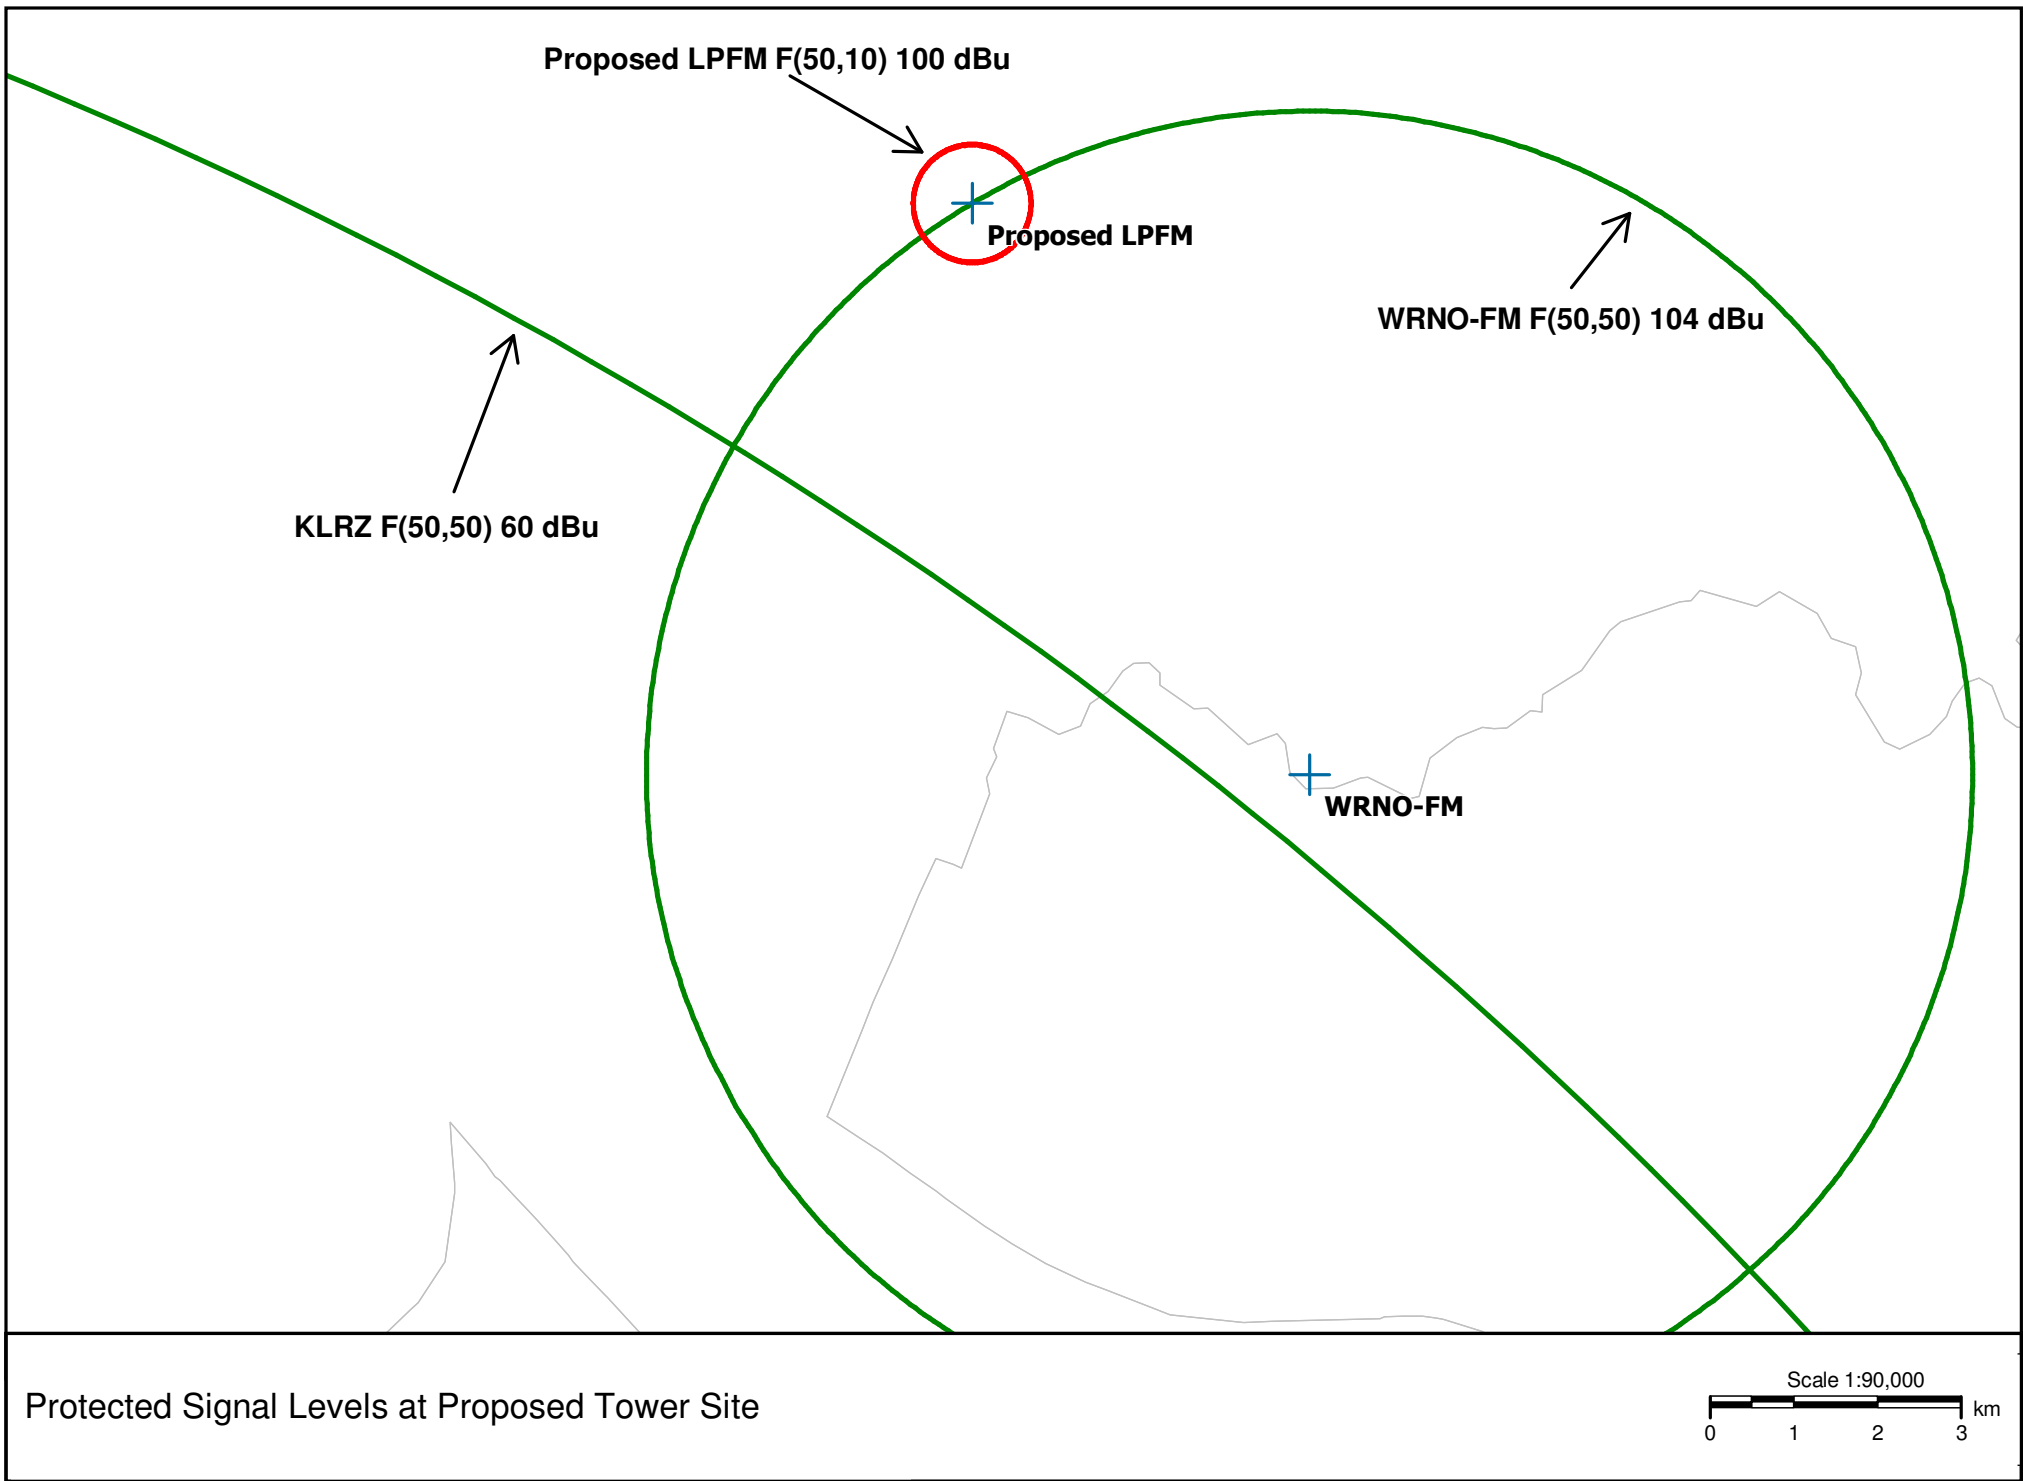 Proposed LPFM F(50,10) 100 dBu
Proposed LPFM
WRNO-FM F(50,50) 104 dBu
KLRZ F(50,50) 60 dBu
WRNO-FM
Protected Signal Levels at Proposed Tower Site
Scale 1:90,000
km
0 1 2 3